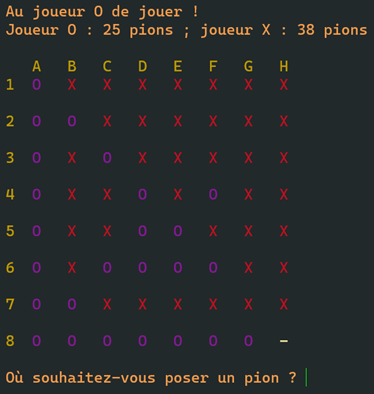 Au joueur O de jouer !
Joueur O : 25 pions ; joueur X : 38 pions
A B C D E F G H
1 O X X X X X X X
2 O O X X X X X X
3 O X O X X X X X
4 O X X O X O X X
5 O X X O O X X X
6 O X O O O O X X
7 O O X X X X X X
8 O O O O O O O –
Où souhaitez-vous poser un pion ?